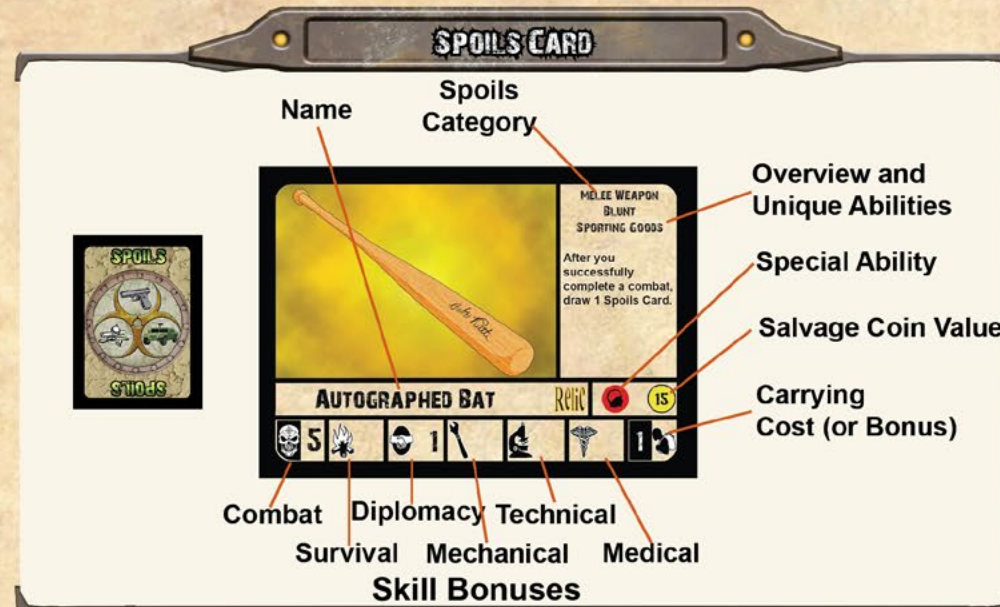 SPOILS CARD
Name
Spoils
Category
Overview and
Unique Abilities
Special Ability
Salvage Coin Value
Carrying
Cost (or Bonus)
SPOILS
SPOILS
MELEE WEAPON
BLUNT
SPORTING GOODS
After you
successfully
complete a combat,
draw 1 Spoils Card.
Babe Ruth
AUTOGRAPHED BAT
Relic
15
5
1
1
Combat
Diplomacy
Technical
Survival
Mechanical
Medical
Skill Bonuses